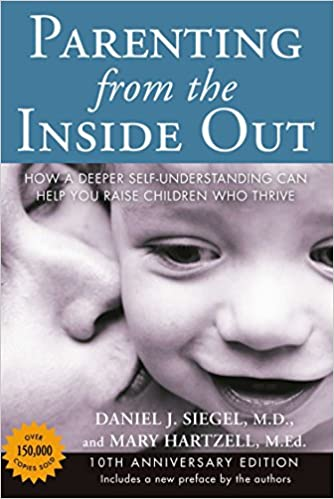 PARENTING
from the
INSIDE OUT
HOW A DEEPER SELF-UNDERSTANDING CAN
HELP YOU RAISE CHILDREN WHO THRIVE
DANIEL J. SIEGEL, M.D.,
and MARY HARTZELL, M.Ed.
OVER
150,000
COPIES SOLD
10TH ANNIVERSARY EDITION
Includes a new preface by the authors